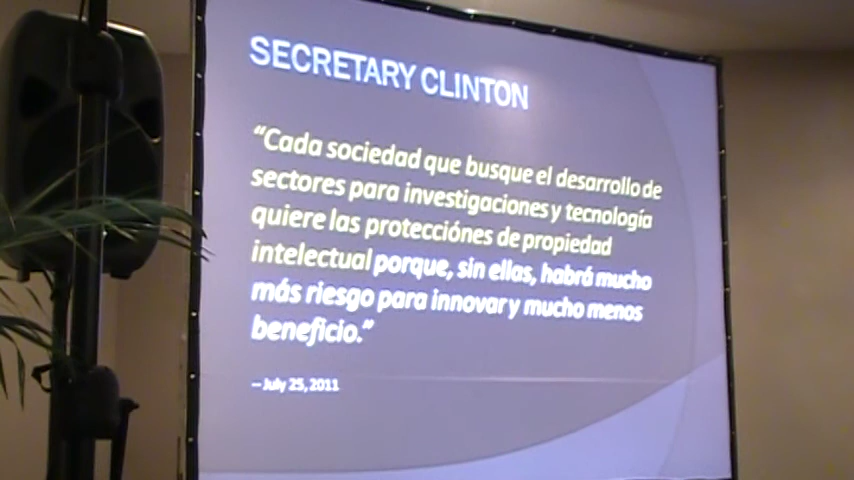 SECRETARY CLINTON
“Cada sociedad que busque el desarrollo de
sectores para investigaciones y tecnología
quiere las protecciónes de propiedad
intelectual porque, sin ellas, habrá mucho
más riesgo para innovar y mucho menos
beneficio.”
-- July 25, 2011